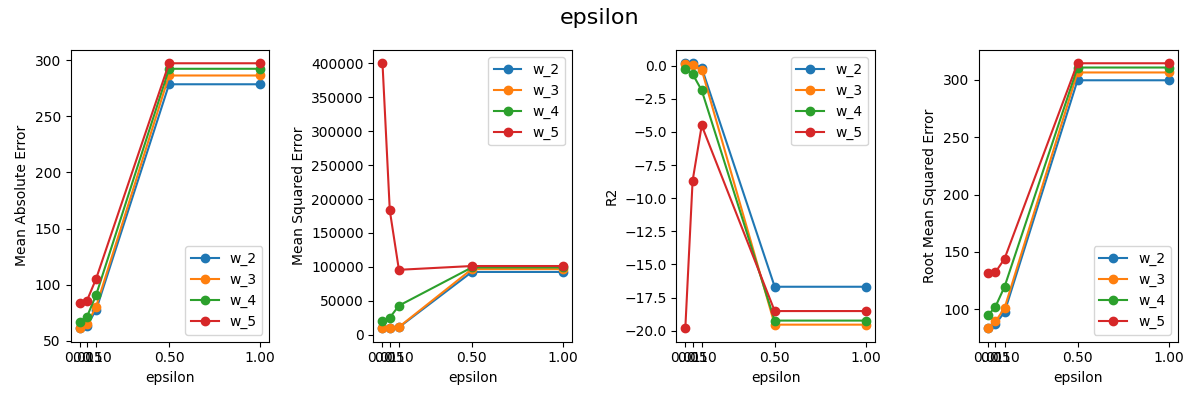 epsilon
Mean Absolute Error
300
250
200
150
100
50
0.50
1.00
epsilon
w_2
w_3
w_4
w_5
Mean Squared Error
400000
350000
300000
250000
200000
150000
100000
50000
0
0.50
1.00
epsilon
w_2
w_3
w_4
w_5
R2
0.0
−2.5
−5.0
−7.5
−10.0
−12.5
−15.0
−17.5
−20.0
0.50
1.00
epsilon
w_2
w_3
w_4
w_5
Root Mean Squared Error
300
250
200
150
100
0.50
1.00
epsilon
w_2
w_3
w_4
w_5